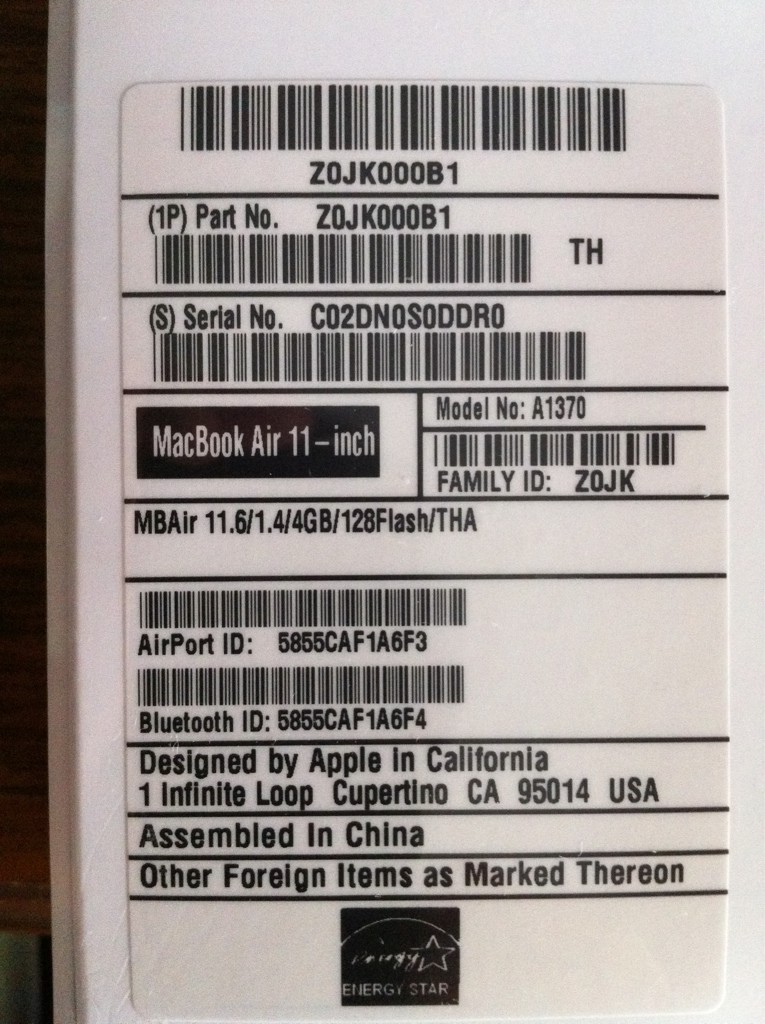 Z0JK000B1
(1P) Part No. Z0JK000B1
TH
(S) Serial No. C02DN0S0DDR0
MacBook Air 11-inch
Model No: A1370
FAMILY ID: Z0JK
MBAir 11.6/1.4/4GB/128Flash/THA
AirPort ID: 5855CAF1A6F3
Bluetooth ID: 5855CAF1A6F4
Designed by Apple in California
1 Infinite Loop Cupertino CA 95014 USA
Assembled In China
Other Foreign Items as Marked Thereon
energy
ENERGY STAR